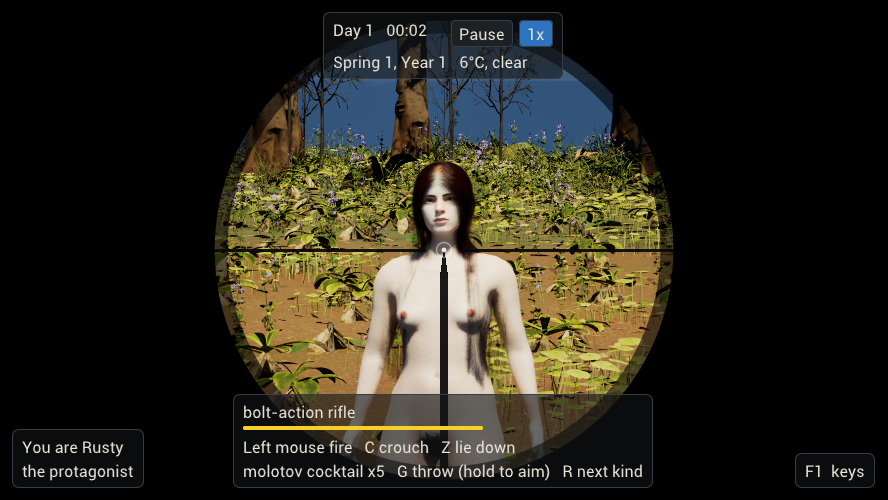 Day 1 00:02 Pause 1x
Spring 1, Year 1 6°C, clear
bolt-action rifle
Left mouse fire C crouch Z lie down
molotov cocktail x5 G throw (hold to aim) R next kind
You are Rusty
the protagonist
F1 keys